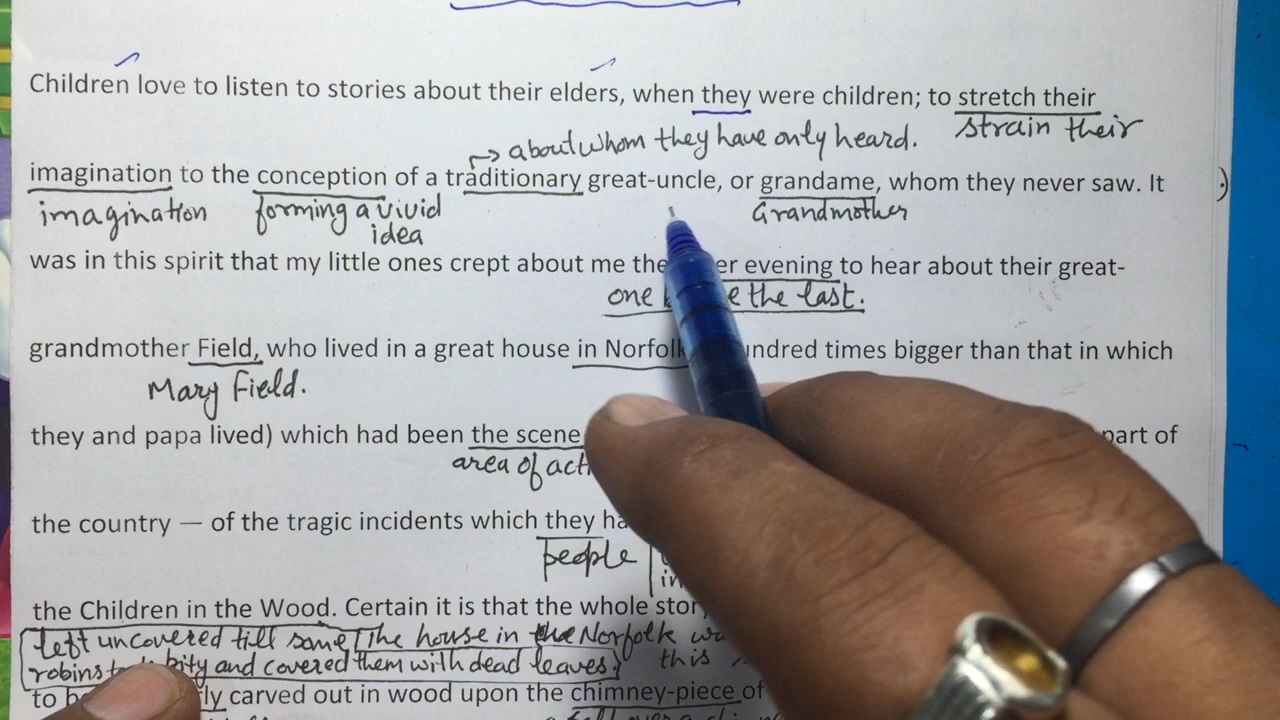 Children love to listen to stories about their elders, when they were children; to stretch their
about whom they have only heard. strain their
imagination to the conception of a traditionary great-uncle, or grandame, whom they never saw. It
imagination forming a vivid idea Grandmother
was in this spirit that my little ones crept about me evening to hear about their great-
one the last.
grandmother Field, who lived in a great house in Norfolk times bigger than that in which
Mary Field.
they and papa lived) which had been the scene part of
area of
the country — of the tragic incidents which they
people
the Children in the Wood. Certain it is that the whole
left uncovered till some The house in the Norfolk
robins and covered them with dead leaves. this
to carved out in wood upon the chimney-piece of